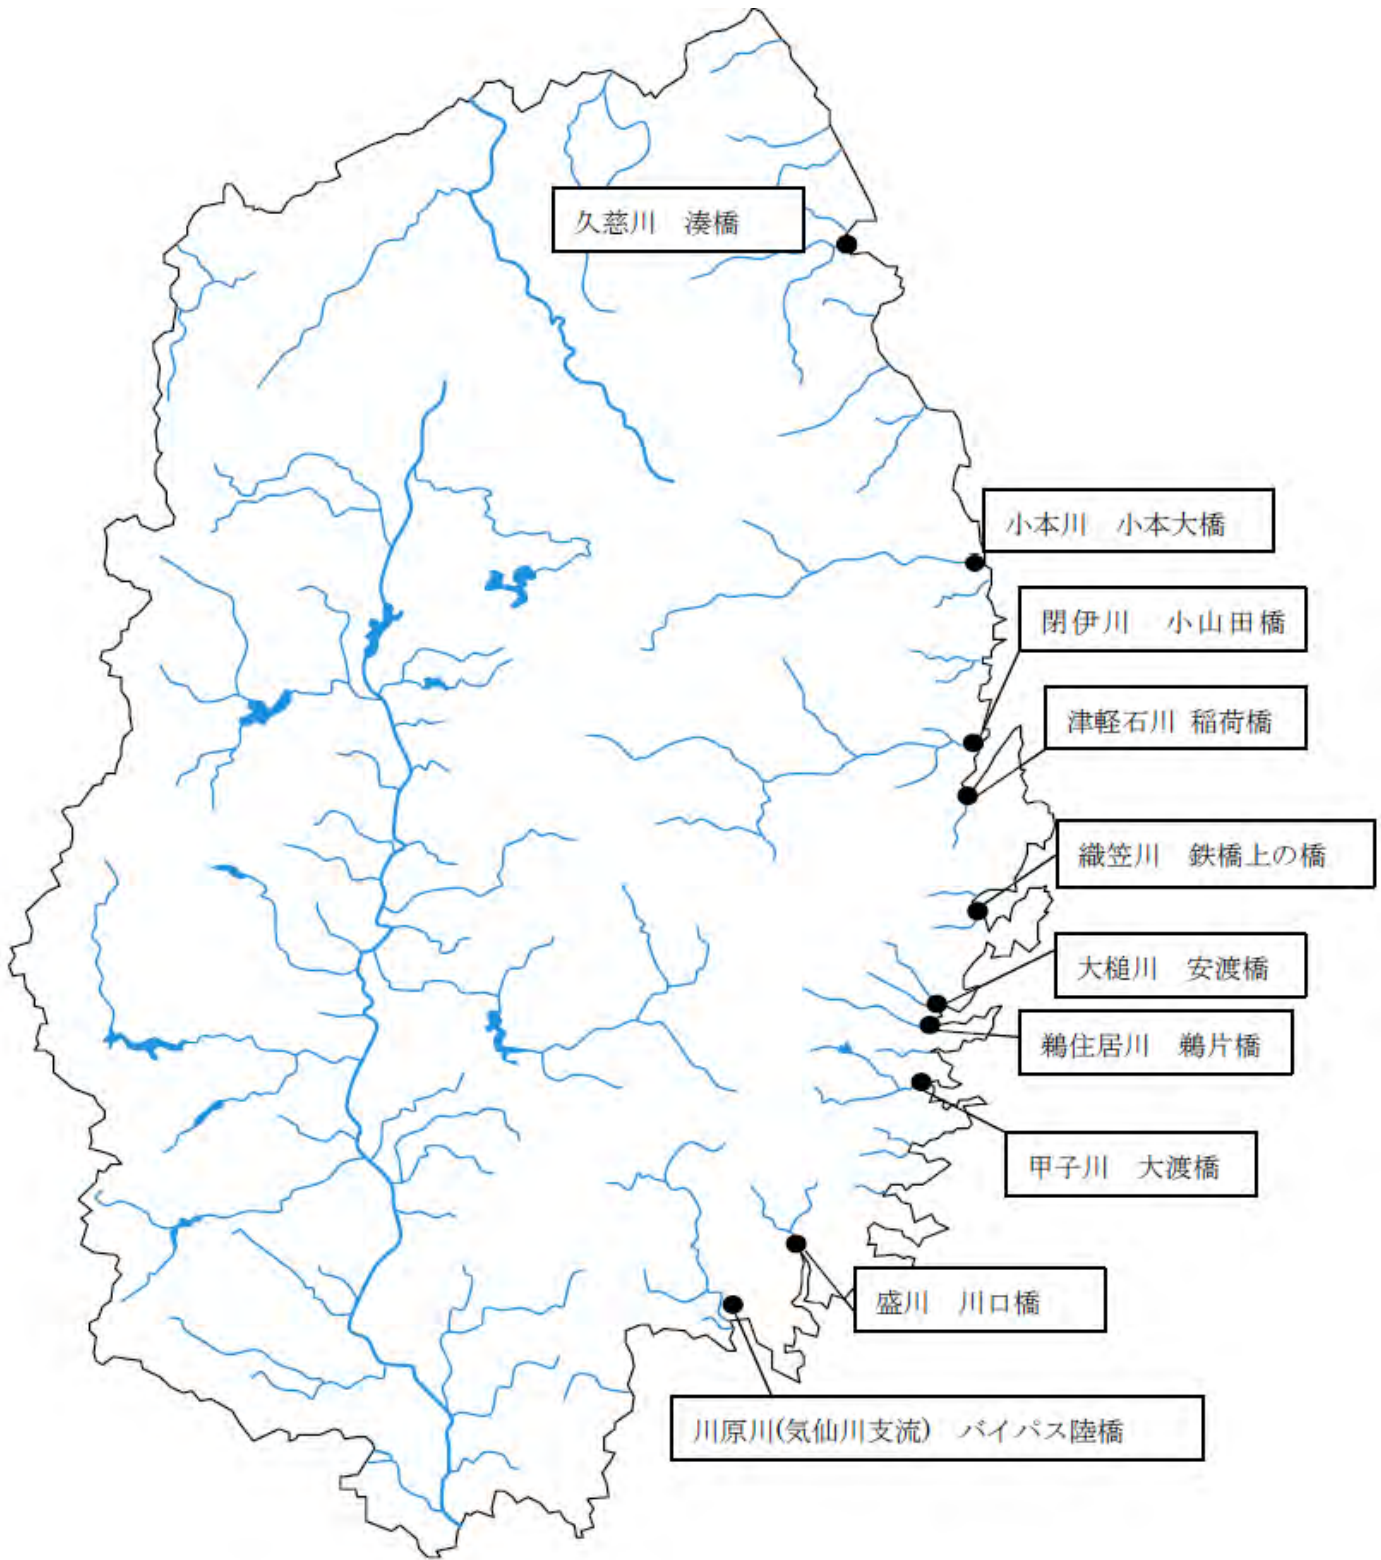 久慈川　湊橋
小本川　小本大橋
閉伊川　小山田橋
津軽石川 稲荷橋
織笠川　鉄橋上の橋
大槌川　安渡橋
鵜住居川　鵜片橋
甲子川　大渡橋
盛川　川口橋
川原川(気仙川支流)　バイパス陸橋